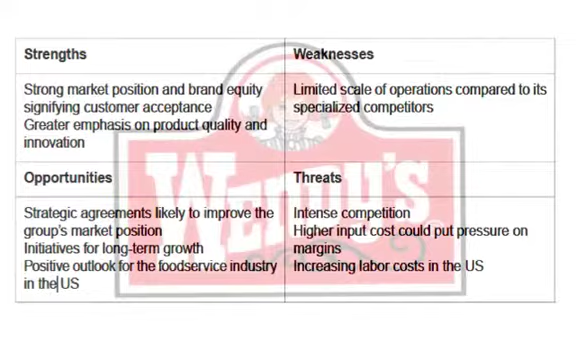 Strengths
Weaknesses
Strong market position and brand equity
signifying customer acceptance
Greater emphasis on product quality and
innovation
Limited scale of operations compared to its
specialized competitors
Opportunities
Threats
Strategic agreements likely to improve the
group's market position
Initiatives for long-term growth
Positive outlook for the foodservice industry
in the US
Intense competition
Higher input cost could put pressure on
margins
Increasing labor costs in the US
WENDY'S